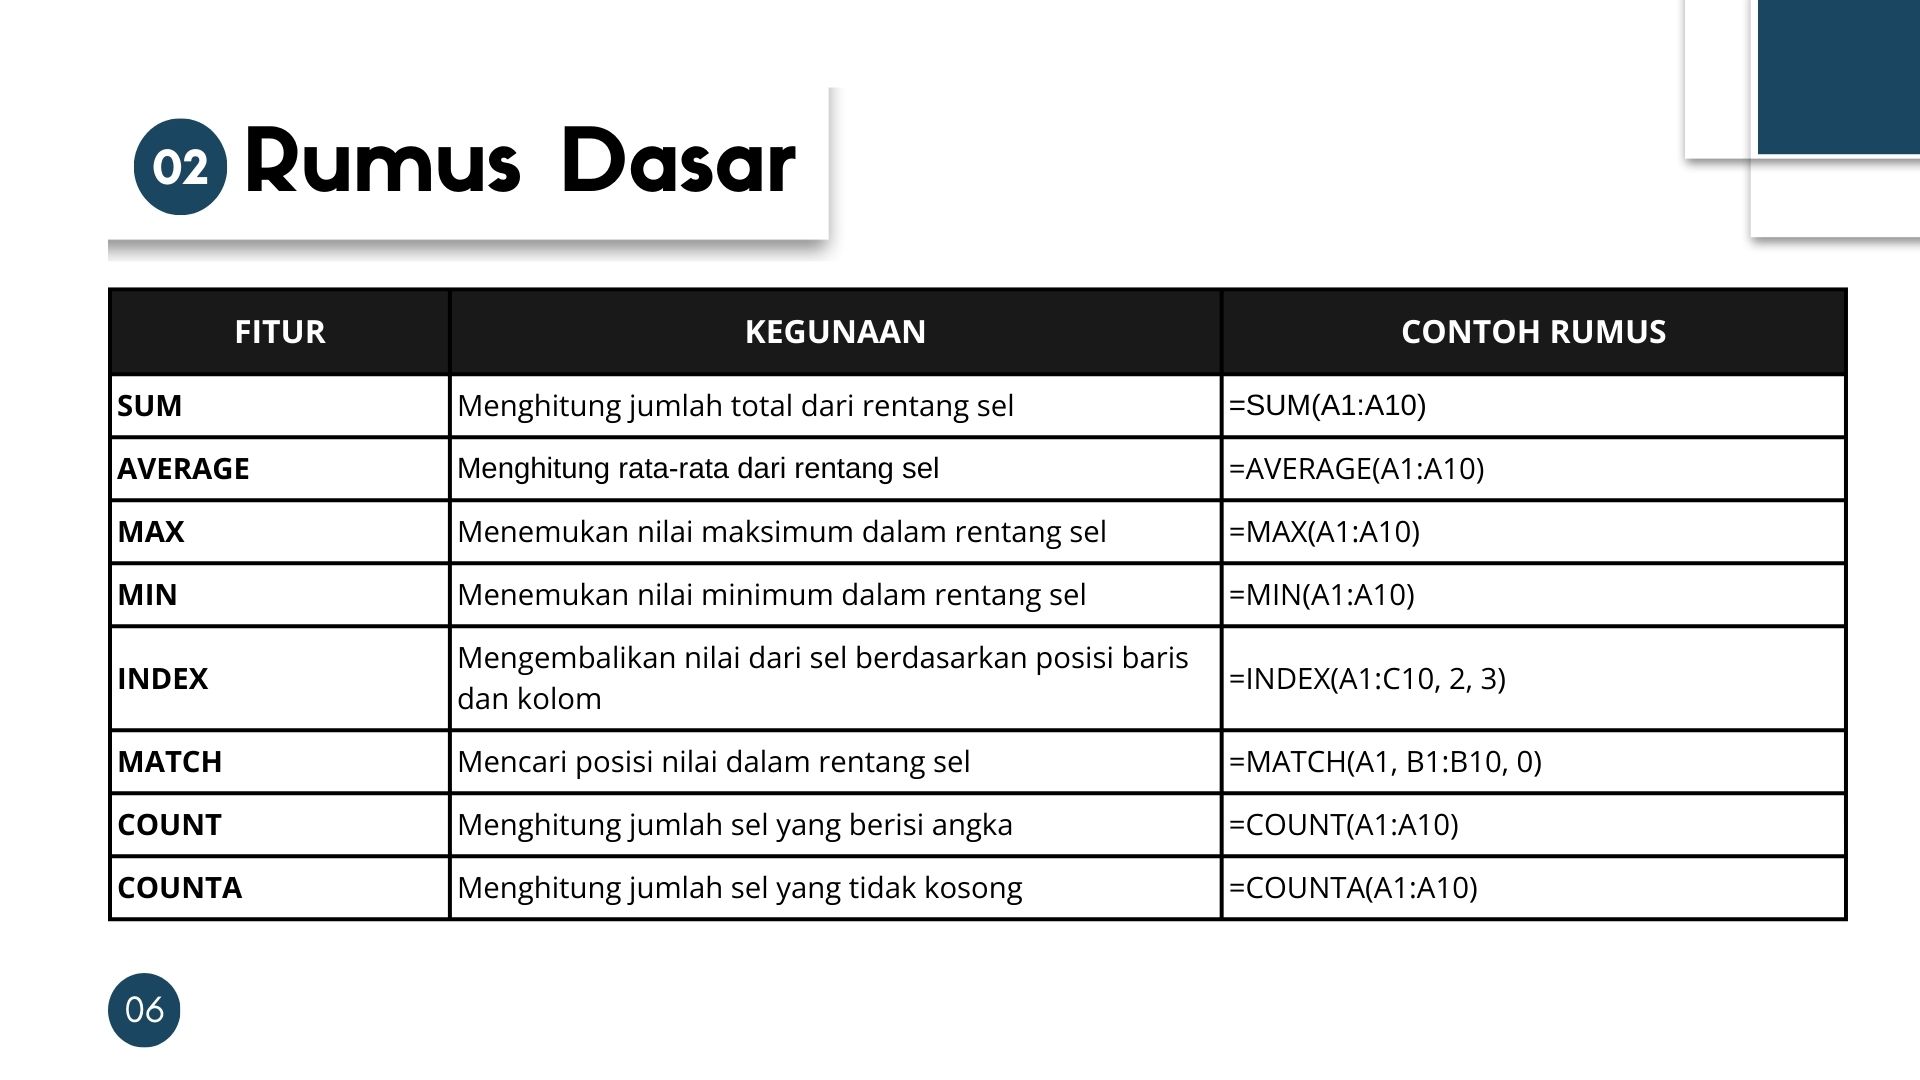 02 Rumus Dasar
FITUR KEGUNAAN CONTOH RUMUS
SUM Menghitung jumlah total dari rentang sel =SUM(A1:A10)
AVERAGE Menghitung rata-rata dari rentang sel =AVERAGE(A1:A10)
MAX Menemukan nilai maksimum dalam rentang sel =MAX(A1:A10)
MIN Menemukan nilai minimum dalam rentang sel =MIN(A1:A10)
INDEX Mengembalikan nilai dari sel berdasarkan posisi baris
dan kolom =INDEX(A1:C10, 2, 3)
MATCH Mencari posisi nilai dalam rentang sel =MATCH(A1, B1:B10, 0)
COUNT Menghitung jumlah sel yang berisi angka =COUNT(A1:A10)
COUNTA Menghitung jumlah sel yang tidak kosong =COUNTA(A1:A10)
06